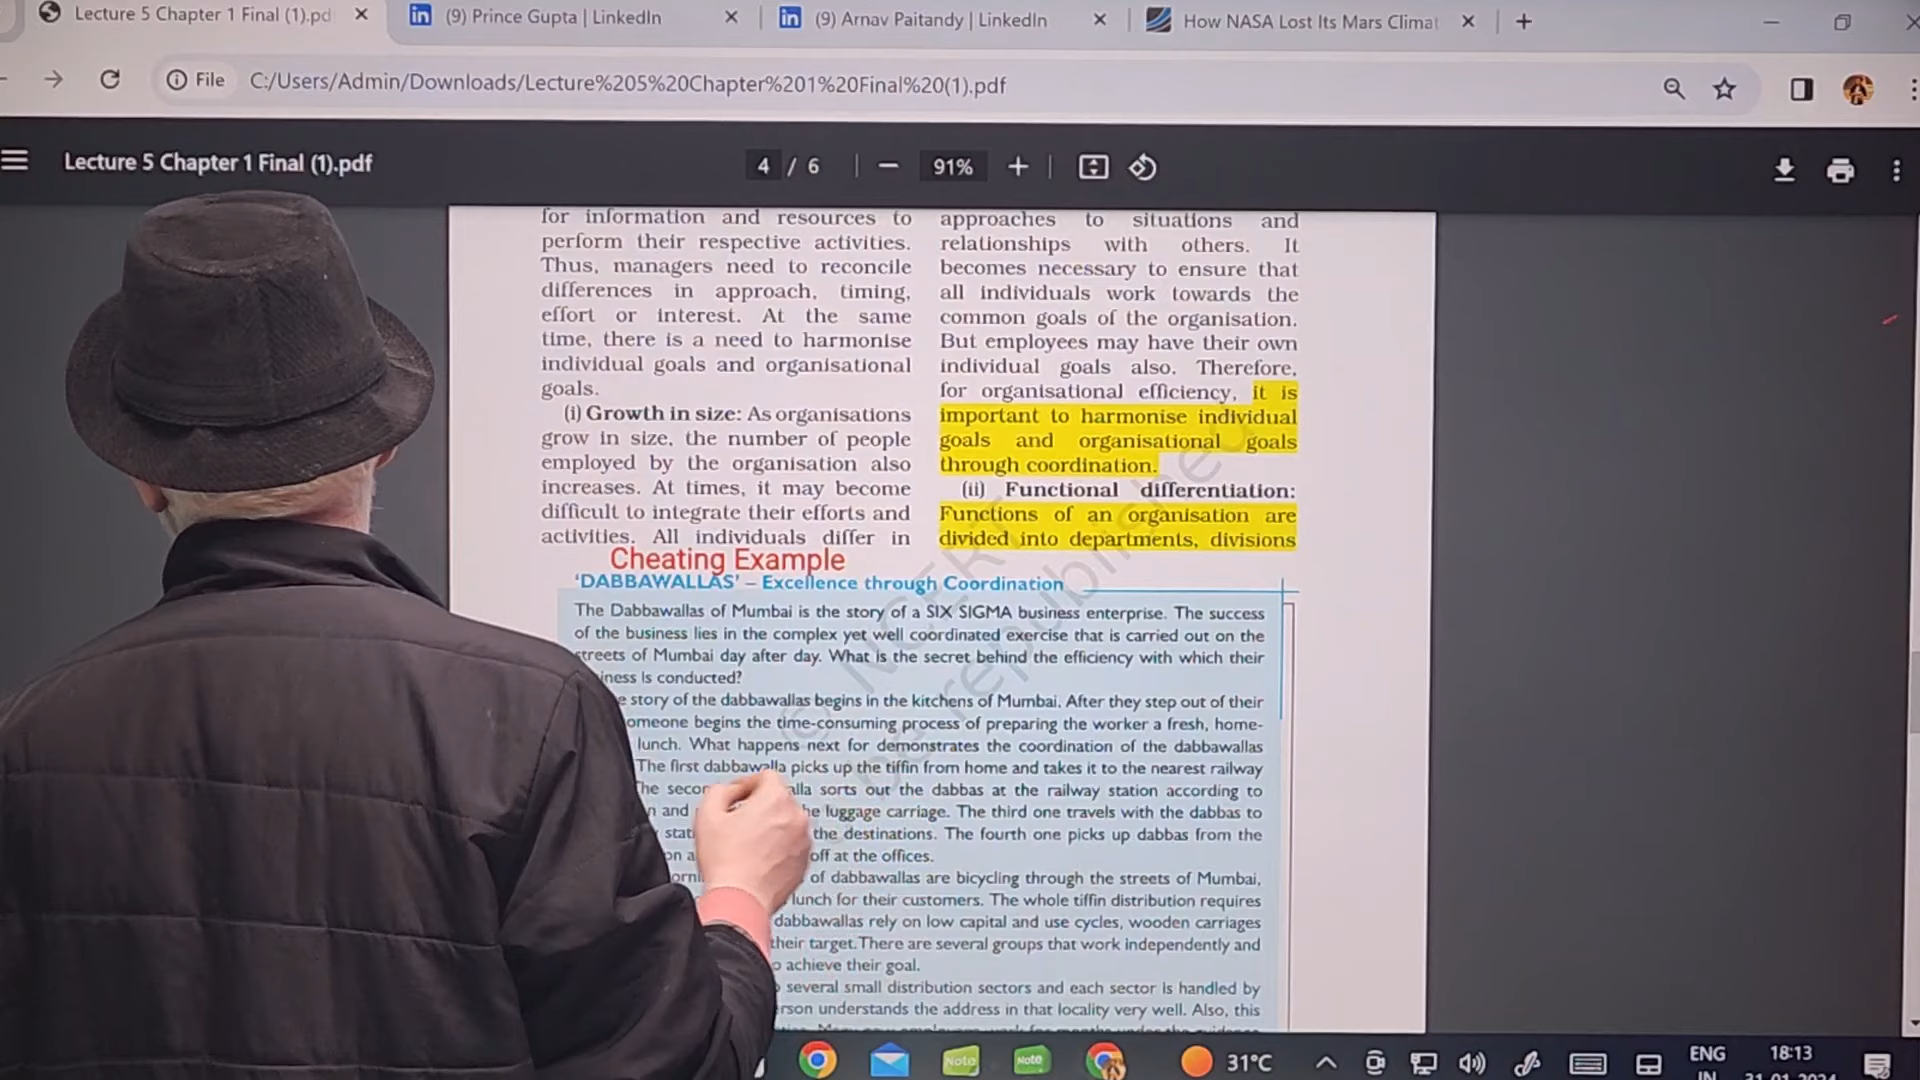 Lecture 5 Chapter 1 Final (1).pd
(9) Prince Gupta | LinkedIn
(9) Arnav Paitandy | LinkedIn
How NASA Lost Its Mars Climat
File
C:/Users/Admin/Downloads/Lecture%205%20Chapter%201%20Final%20(1).pdf
Lecture 5 Chapter 1 Final (1).pdf
4 / 6
91%
for information and resources to
perform their respective activities.
Thus, managers need to reconcile
differences in approach, timing,
effort or interest. At the same
time, there is a need to harmonise
individual goals and organisational
goals.
(i) Growth in size: As organisations
grow in size, the number of people
employed by the organisation also
increases. At times, it may become
difficult to integrate their efforts and
activities. All individuals differ in
approaches to situations and
relationships with others. It
becomes necessary to ensure that
all individuals work towards the
common goals of the organisation.
But employees may have their own
individual goals also. Therefore,
for organisational efficiency, it is
important to harmonise individual
goals and organisational goals
through coordination.
(ii) Functional differentiation:
Functions of an organisation are
divided into departments, divisions
Cheating Example
'DABBAWALLAS' – Excellence through Coordination
The Dabbawallas of Mumbai is the story of a SIX SIGMA business enterprise. The success
of the business lies in the complex yet well coordinated exercise that is carried out on the
streets of Mumbai day after day. What is the secret behind the efficiency with which their
iness is conducted?
e story of the dabbawallas begins in the kitchens of Mumbai. After they step out of their
omeone begins the time-consuming process of preparing the worker a fresh, home-
lunch. What happens next for demonstrates the coordination of the dabbawallas
The first dabbawalla picks up the tiffin from home and takes it to the nearest railway
he secon alla sorts out the dabbas at the railway station according to
n and he luggage carriage. The third one travels with the dabbas to
stati the destinations. The fourth one picks up dabbas from the
on a off at the offices.
orni of dabbawallas are bicycling through the streets of Mumbai,
lunch for their customers. The whole tiffin distribution requires
dabbawallas rely on low capital and use cycles, wooden carriages
their target. There are several groups that work independently and
o achieve their goal.
several small distribution sectors and each sector is handled by
rson understands the address in that locality very well. Also, this
© NCERT
be republished
Note
Note
31°C
ENG
IN
18:13
31-01-2024